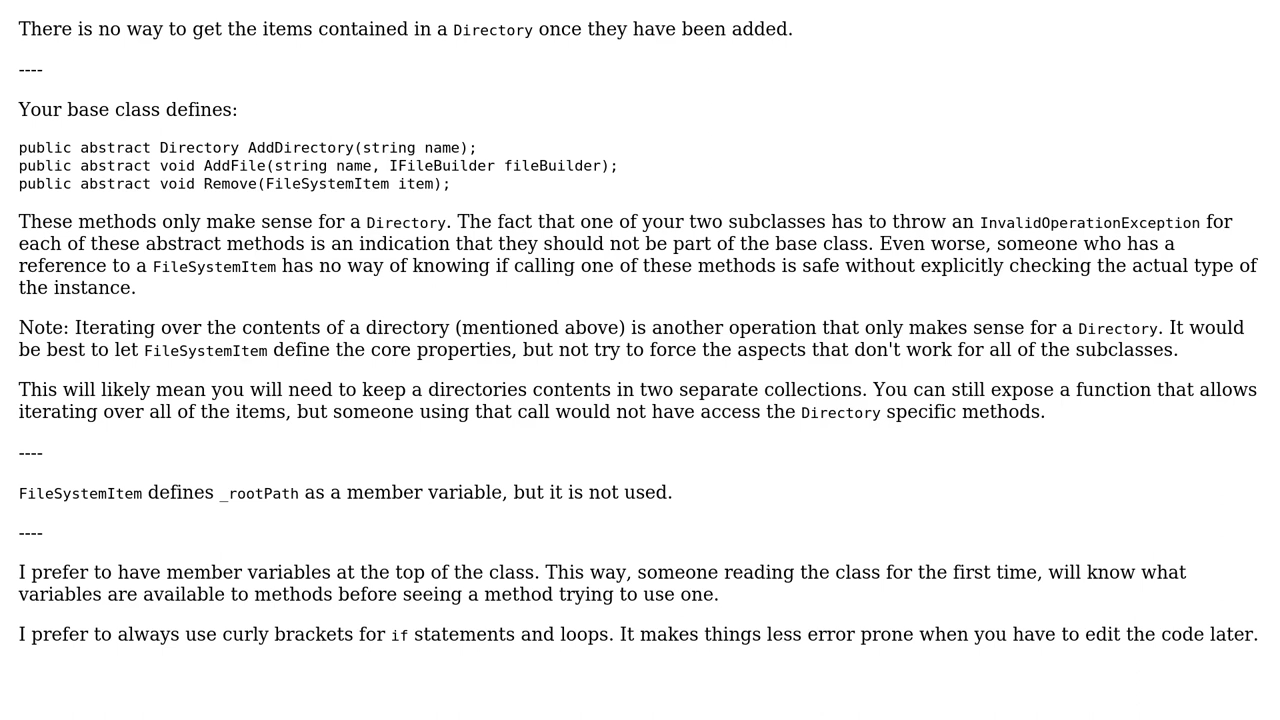 There is no way to get the items contained in a Directory once they have been added.
----
Your base class defines:
public abstract Directory AddDirectory(string name);
public abstract void AddFile(string name, IFileBuilder fileBuilder);
public abstract void Remove(FileSystemItem item);
These methods only make sense for a Directory. The fact that one of your two subclasses has to throw an InvalidOperationException for
each of these abstract methods is an indication that they should not be part of the base class. Even worse, someone who has a
reference to a FileSystemItem has no way of knowing if calling one of these methods is safe without explicitly checking the actual type of
the instance.
Note: Iterating over the contents of a directory (mentioned above) is another operation that only makes sense for a Directory. It would
be best to let FileSystemItem define the core properties, but not try to force the aspects that don't work for all of the subclasses.
This will likely mean you will need to keep a directories contents in two separate collections. You can still expose a function that allows
iterating over all of the items, but someone using that call would not have access the Directory specific methods.
----
FileSystemItem defines _rootPath as a member variable, but it is not used.
----
I prefer to have member variables at the top of the class. This way, someone reading the class for the first time, will know what
variables are available to methods before seeing a method trying to use one.
I prefer to always use curly brackets for if statements and loops. It makes things less error prone when you have to edit the code later.